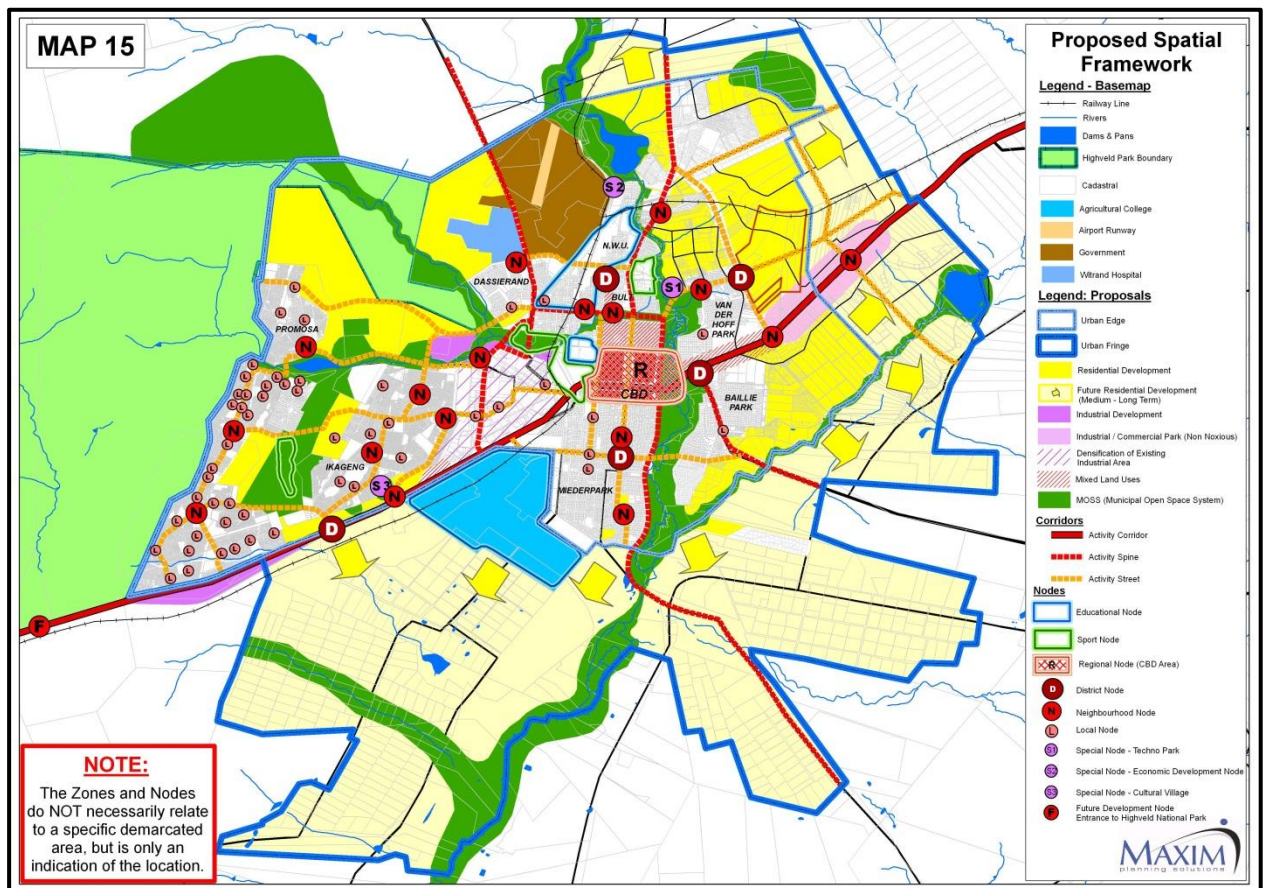 MAP 15
Proposed Spatial
Framework
Legend - Basemap
Railway Line
Rivers
Dams & Pans
Highveld Park Boundary
Cadastral
Agricultural College
Airport Runway
Government
Witrand Hospital
Legend: Proposals
Urban Edge
Urban Fringe
Residential Development
Future Residential Development
(Medium - Long Term)
Industrial Development
Industrial / Commercial Park (Non Noxious)
Densification of Existing
Industrial Area
Mixed Land Uses
MOSS (Municipal Open Space System)
Corridors
Activity Corridor
Activity Spine
Activity Street
Nodes
Educational Node
Sport Node
R Regional Node (CBD Area)
D District Node
N Neighbourhood Node
L Local Node
S1 Special Node - Techno Park
S2 Special Node - Economic Development Node
S3 Special Node - Cultural Village
F Future Development Node
Entrance to Highveld National Park
MAXIM
planning solutions
S2
N
N.W.U.
N
DASSIERAND
D
S1
N
D
N
BULT
N
N
VAN
DER
HOFF
PARK
PROMOSA
N
N
N
R
CBD
D
BAILLIE
PARK
N
N
N
N
N
IKAGENG
D
S3
N
MIEDERPARK
N
N
D
F
NOTE:
The Zones and Nodes
do NOT necessarily relate
to a specific demarcated
area, but is only an
indication of the location.